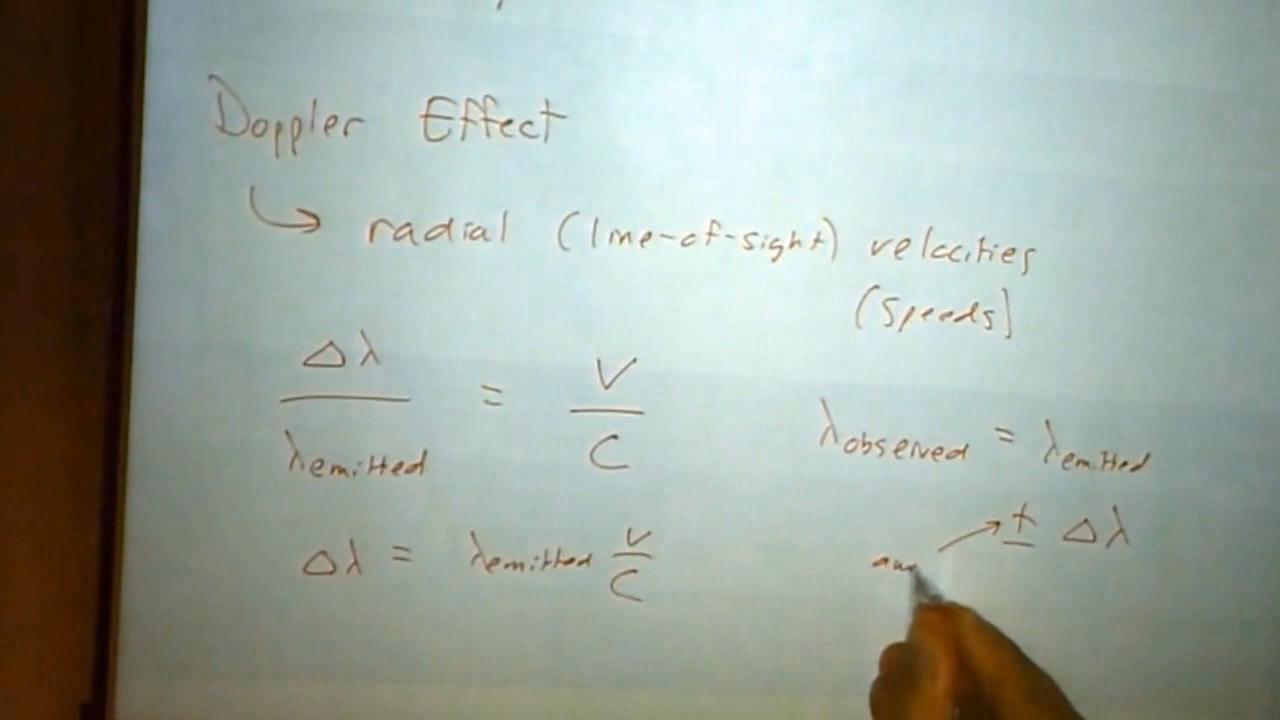 Doppler Effect
↳ radial (line-of-sight) velocities
(speeds)
Δλ / λemitted = V / C
λobserved = λemitted
± Δλ
Δλ = λemitted V / C